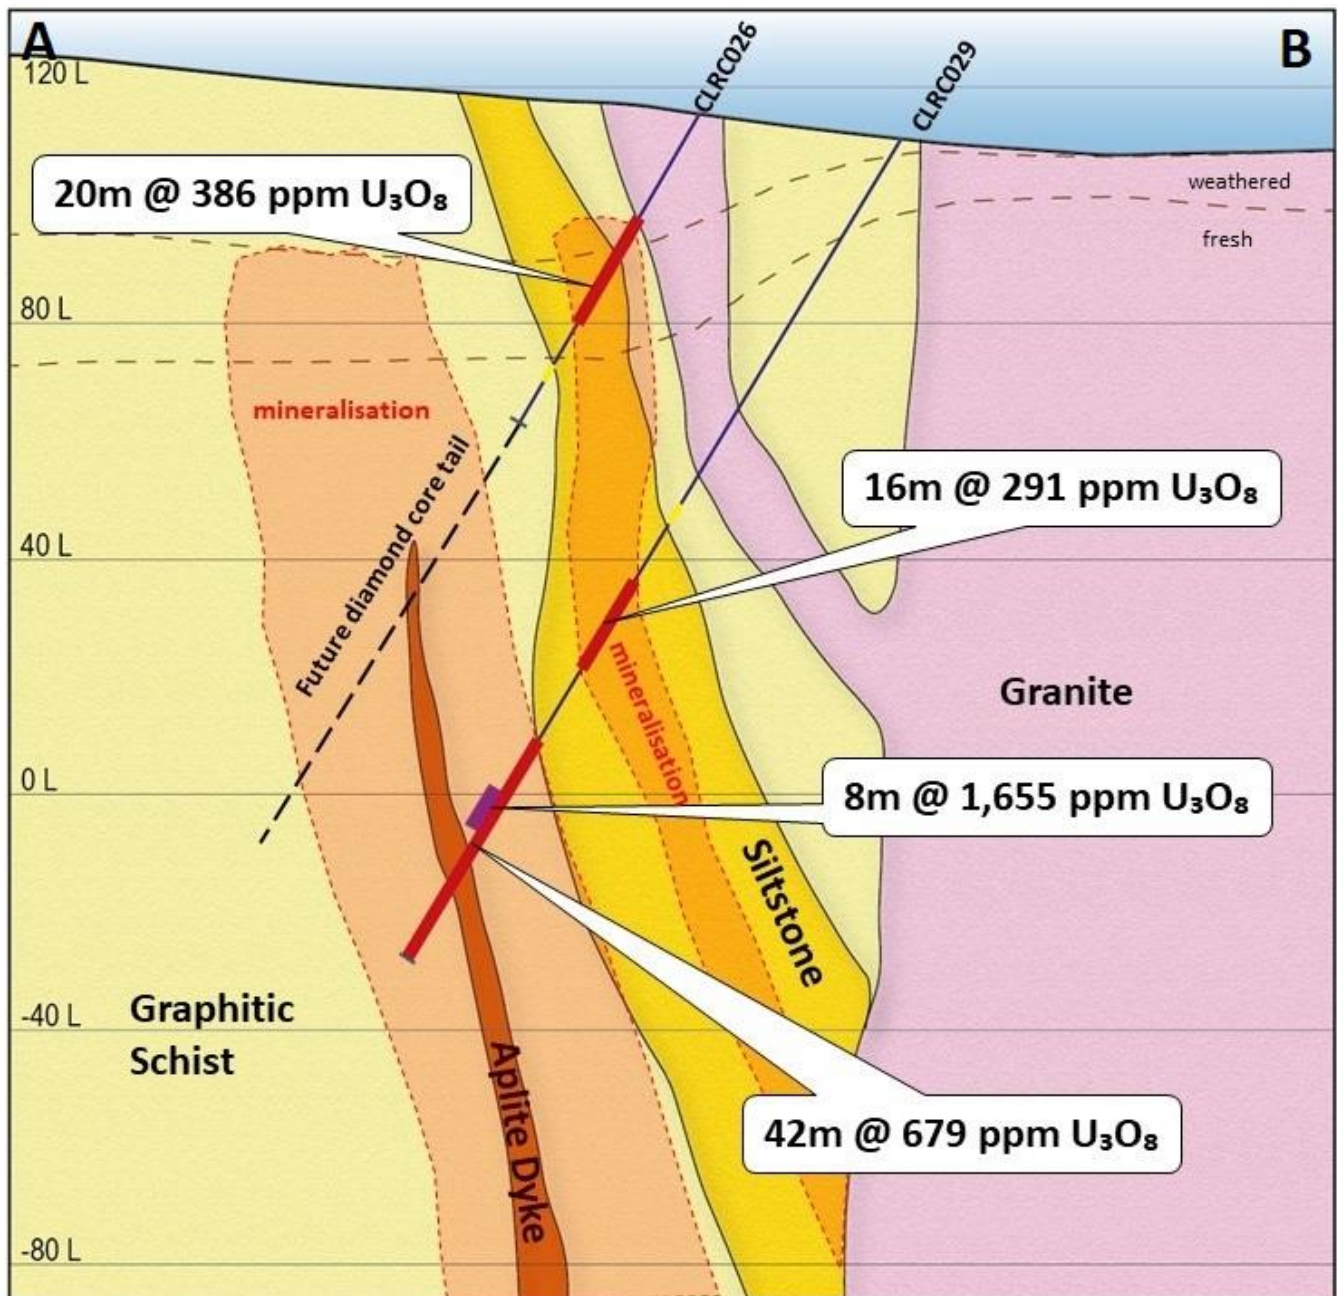 A
B
CLRC026
CLRC029
120 L
20m @ 386 ppm U₃O₈
weathered
fresh
80 L
mineralisation
Future diamond core tail
16m @ 291 ppm U₃O₈
40 L
mineralisation
Granite
0 L
8m @ 1,655 ppm U₃O₈
Siltstone
Graphitic
Schist
-40 L
Aplite Dyke
42m @ 679 ppm U₃O₈
-80 L